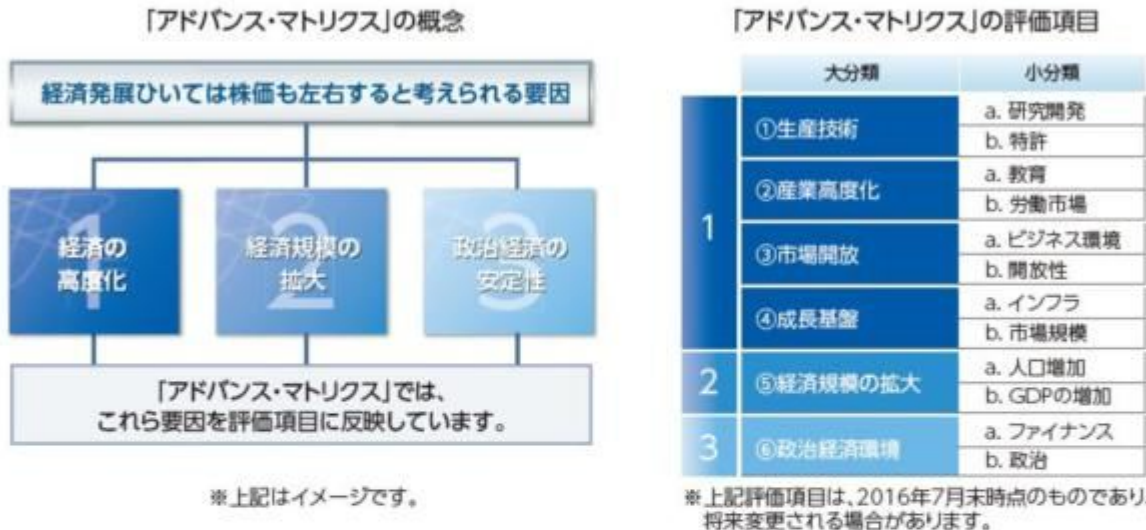 「アドバンス・マトリクス」の概念
経済発展ひいては株価も左右すると考えられる要因
1
経済の
高度化
2
経済規模の
拡大
3
政治経済の
安定性
「アドバンス・マトリクス」では、
これら要因を評価項目に反映しています。
※上記はイメージです。
「アドバンス・マトリクス」の評価項目
大分類 小分類
1
①生産技術
a. 研究開発
b. 特許
②産業高度化
a. 教育
b. 労働市場
③市場開放
a. ビジネス環境
b. 開放性
④成長基盤
a. インフラ
b. 市場規模
2
⑤経済規模の拡大
a. 人口増加
b. GDPの増加
3
⑥政治経済環境
a. ファイナンス
b. 政治
※上記評価項目は、2016年7月末時点のものであり
将来変更される場合があります。